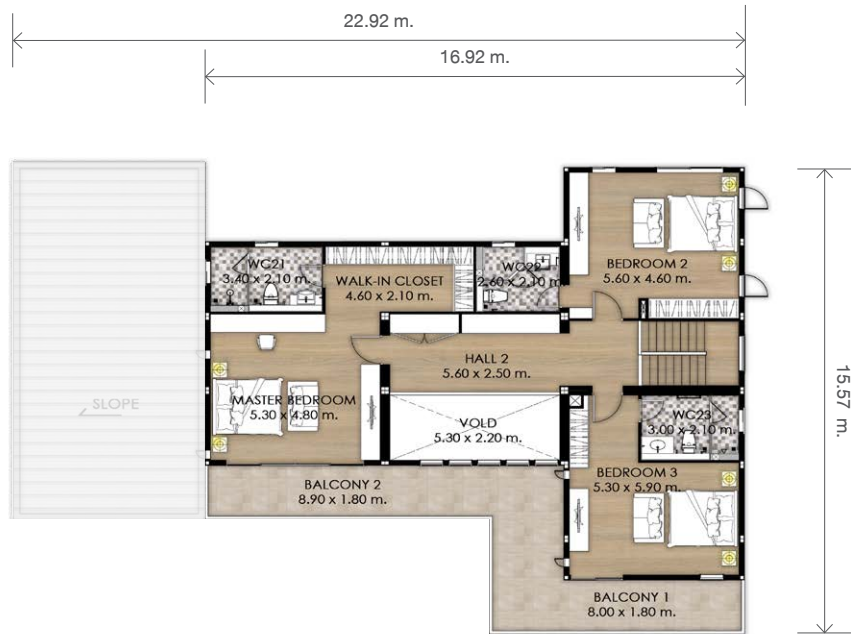 22.92 m.
16.92 m.
WC21
3.40 x 2.10 m.
WALK-IN CLOSET
4.60 x 2.10 m.
WC22
2.60 x 2.10 m.
BEDROOM 2
5.60 x 4.60 m.
HALL 2
5.60 x 2.50 m.
15.57 m.
SLOPE
MASTER BEDROOM
5.30 x 4.80 m.
VOLD
5.30 x 2.20 m.
WC23
3.00 x 2.10 m.
BEDROOM 3
5.30 x 5.90 m.
BALCONY 2
8.90 x 1.80 m.
BALCONY 1
8.00 x 1.80 m.